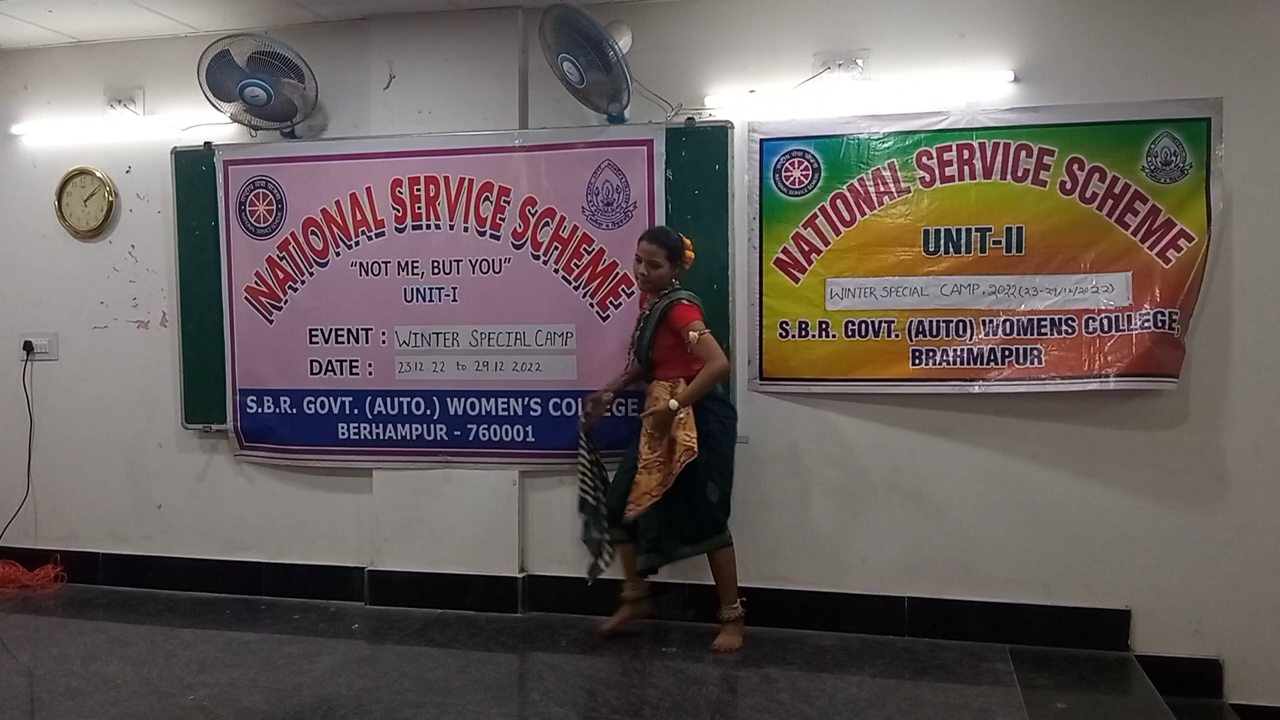 NATIONAL SERVICE SCHEME
"NOT ME, BUT YOU"
UNIT-I
EVENT : WINTER SPECIAL CAMP
DATE : 23.12 22 to 29.12 2022
S.B.R. GOVT. (AUTO.) WOMEN'S COLLEGE
BERHAMPUR - 760001
NATIONAL SERVICE SCHEME
UNIT-II
WINTER SPECIAL CAMP. 2022 (23-29/12/2022)
S.B.R. GOVT. (AUTO) WOMENS COLLEGE,
BRAHMAPUR